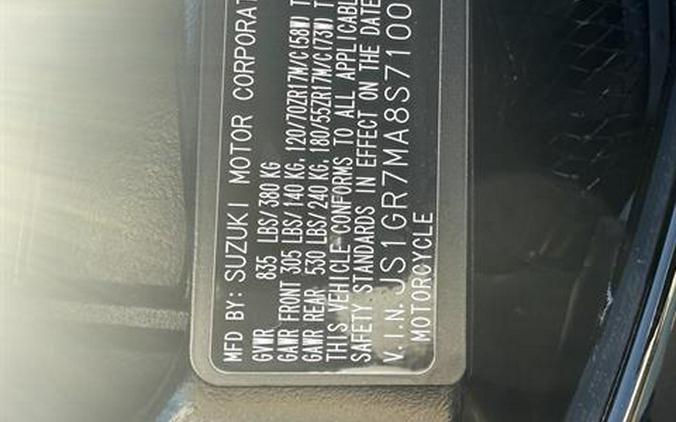 MFD BY: SUZUKI MOTOR CORPORAT
GVWR 835 LBS/ 380 KG
GAWR FRONT 305 LBS/ 140 KG, 120/70ZR17M/C(58W) T
GAWR REAR 530 LBS/ 240 KG, 180/55ZR17M/C(73W) T
THIS VEHICLE CONFORMS TO ALL APPLICABL
SAFETY STANDARDS IN EFFECT ON THE DATE
V.I.N. JS1GR7MA8S7100
MOTORCYCLE